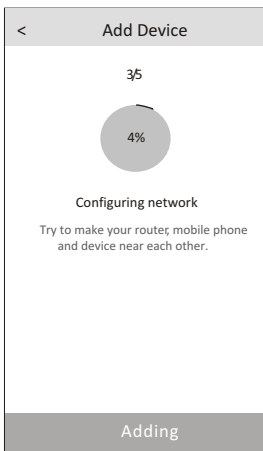 < Add Device
3/5
4%
Configuring network
Try to make your router, mobile phone
and device near each other.
Adding